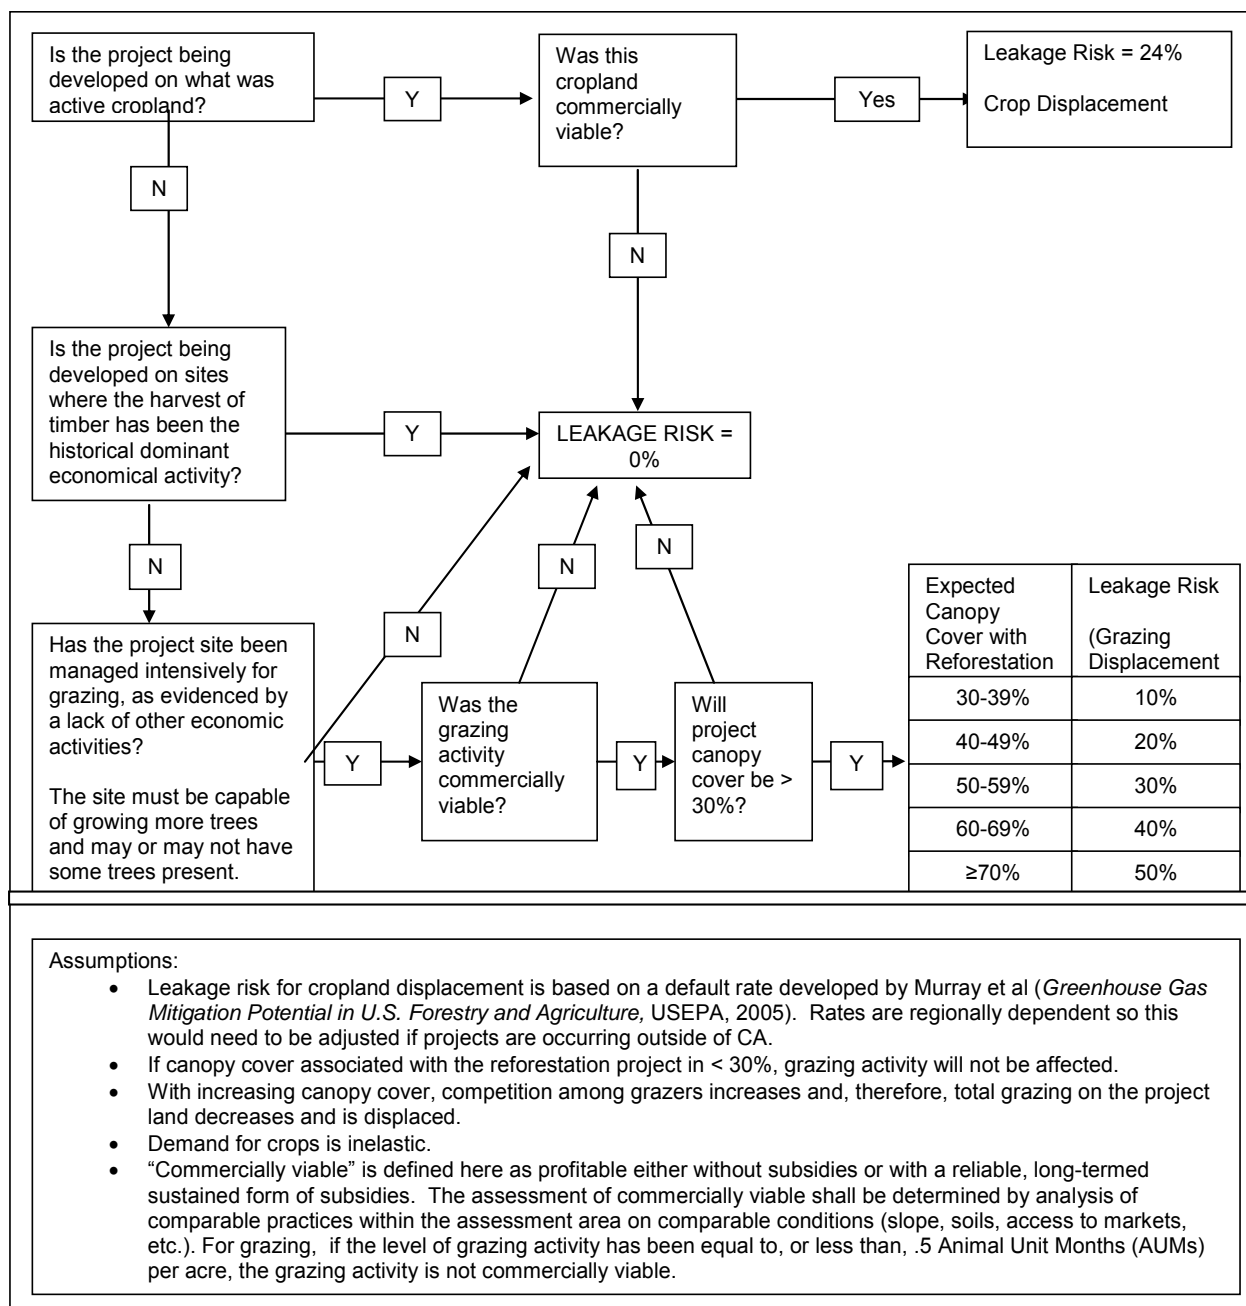 Is the project being
developed on what was
active cropland?
Y
Was this
cropland
commercially
viable?
Yes
Leakage Risk = 24%
Crop Displacement
N
N
Is the project being
developed on sites
where the harvest of
timber has been the
historical dominant
economical activity?
Y
LEAKAGE RISK =
0%
N
N
N
N
Has the project site been
managed intensively for
grazing, as evidenced by
a lack of other economic
activities?
The site must be capable
of growing more trees
and may or may not have
some trees present.
Y
Was the
grazing
activity
commercially
viable?
Y
Will
project
canopy
cover be >
30%?
Y
Expected
Canopy
Cover with
Reforestation
Leakage Risk
(Grazing
Displacement
30-39% 10%
40-49% 20%
50-59% 30%
60-69% 40%
≥70% 50%
Assumptions:
• Leakage risk for cropland displacement is based on a default rate developed by Murray et al (Greenhouse Gas
Mitigation Potential in U.S. Forestry and Agriculture, USEPA, 2005). Rates are regionally dependent so this
would need to be adjusted if projects are occurring outside of CA.
• If canopy cover associated with the reforestation project in < 30%, grazing activity will not be affected.
• With increasing canopy cover, competition among grazers increases and, therefore, total grazing on the project
land decreases and is displaced.
• Demand for crops is inelastic.
• “Commercially viable” is defined here as profitable either without subsidies or with a reliable, long-termed
sustained form of subsidies. The assessment of commercially viable shall be determined by analysis of
comparable practices within the assessment area on comparable conditions (slope, soils, access to markets,
etc.). For grazing, if the level of grazing activity has been equal to, or less than, .5 Animal Unit Months (AUMs)
per acre, the grazing activity is not commercially viable.